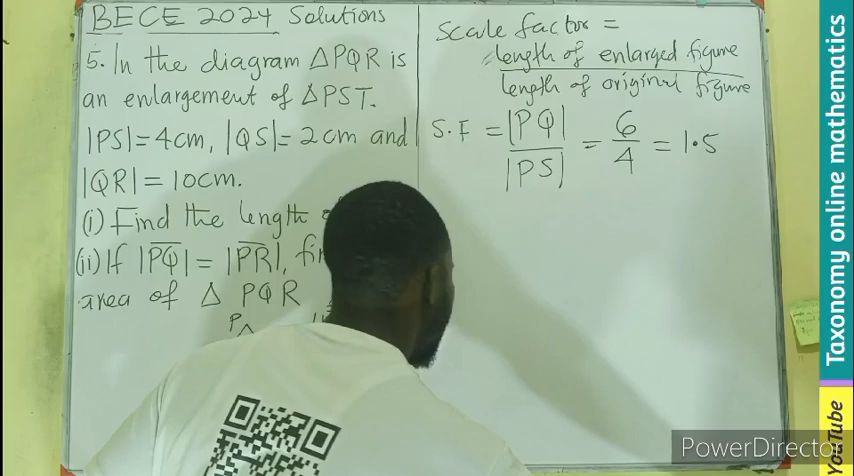 BECE 2024 Solutions
5. In the diagram △PQR is
an enlargement of △PST.
|PS|=4cm, |QS|=2cm and
|QR|=10cm.
(i) Find the length
(ii) If |PQ|=|PR|,
area of △ PQR
P
Scale factor =
length of enlarged figure
length of original figure
S.F = |PQ| = 6 = 1.5
|PS| 4
Taxonomy online mathematics
YouTube
PowerDirector